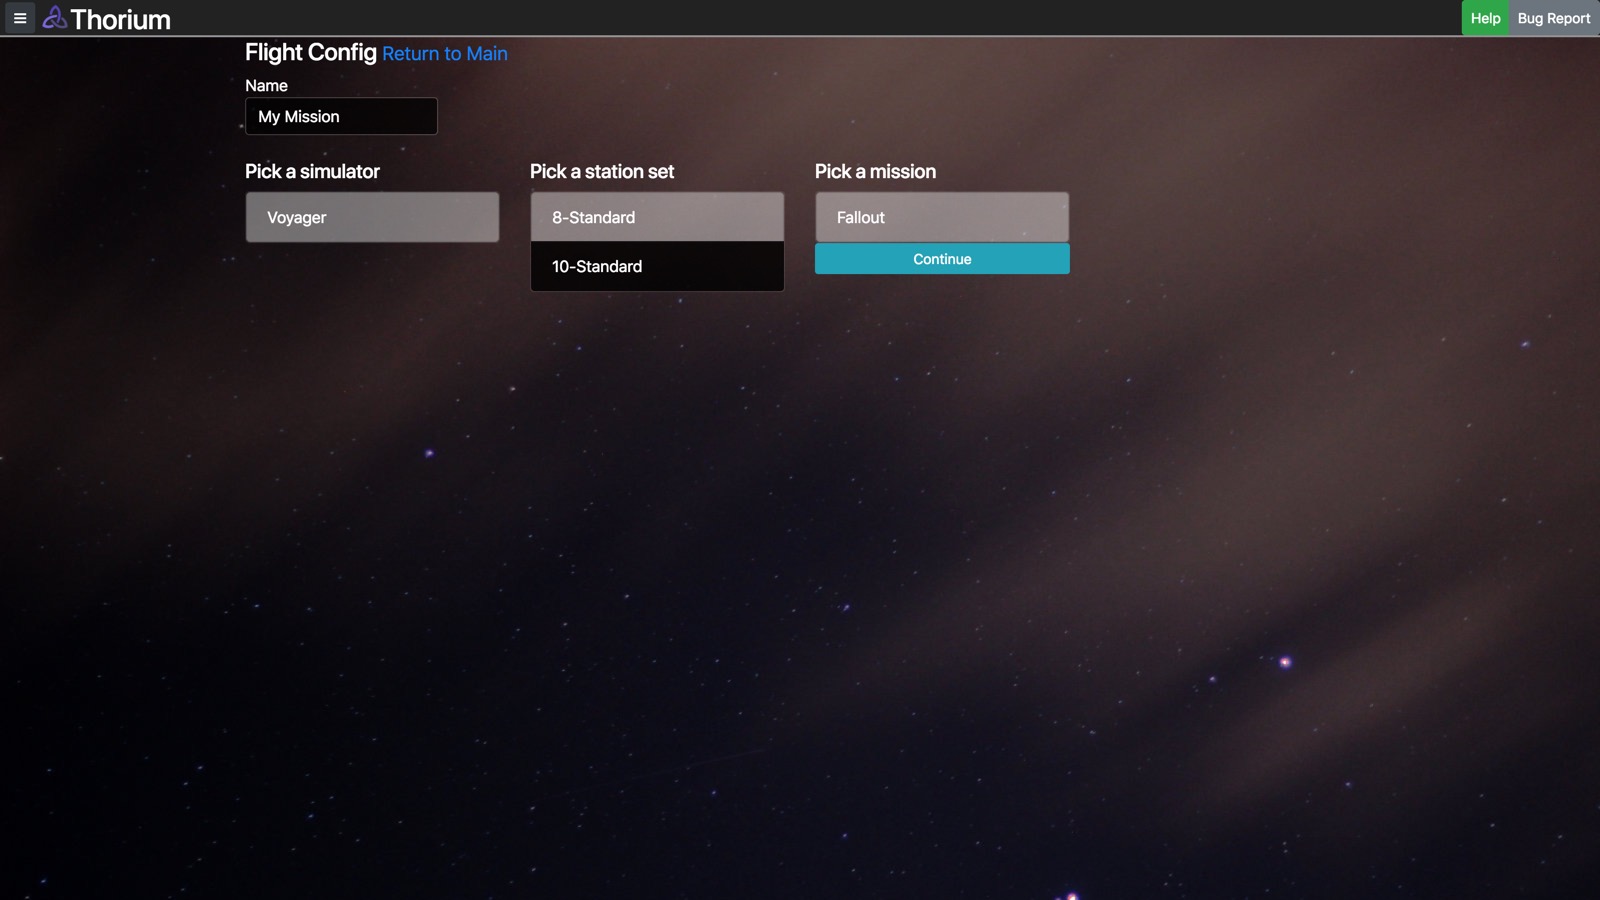 Thorium
Help
Bug Report
Flight Config Return to Main
Name
My Mission
Pick a simulator
Voyager
Pick a station set
8-Standard
10-Standard
Pick a mission
Fallout
Continue